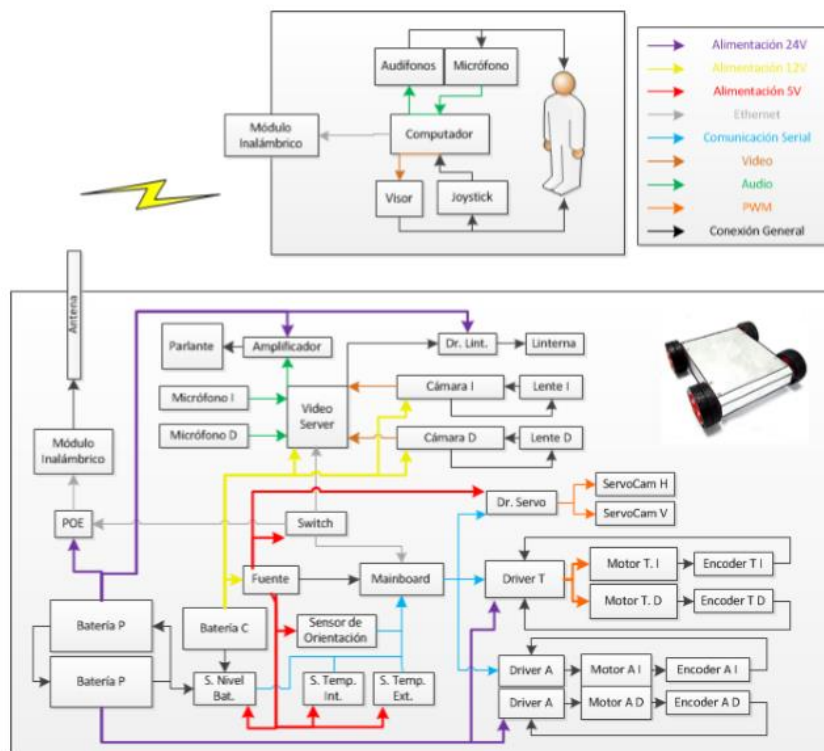 Audífonos
Micrófono
Módulo
Inalámbrico
Computador
Visor
Joystick
Alimentación 24V
Alimentación 12V
Alimentación 5V
Ethernet
Comunicación Serial
Video
Audio
PWM
Conexión General
Antena
Parlante
Amplificador
Dr. Lint.
Linterna
Micrófono I
Video
Server
Cámara I
Lente I
Micrófono D
Cámara D
Lente D
Módulo
Inalámbrico
POE
Switch
Dr. Servo
ServoCam H
ServoCam V
Fuente
Mainboard
Driver T
Motor T. I
Encoder T I
Motor T. D
Encoder T D
Batería P
Batería C
Sensor de
Orientación
Batería P
S. Nivel
Bat.
S. Temp.
Int.
S. Temp.
Ext.
Driver A
Motor A I
Encoder A I
Driver A
Motor A D
Encoder A D